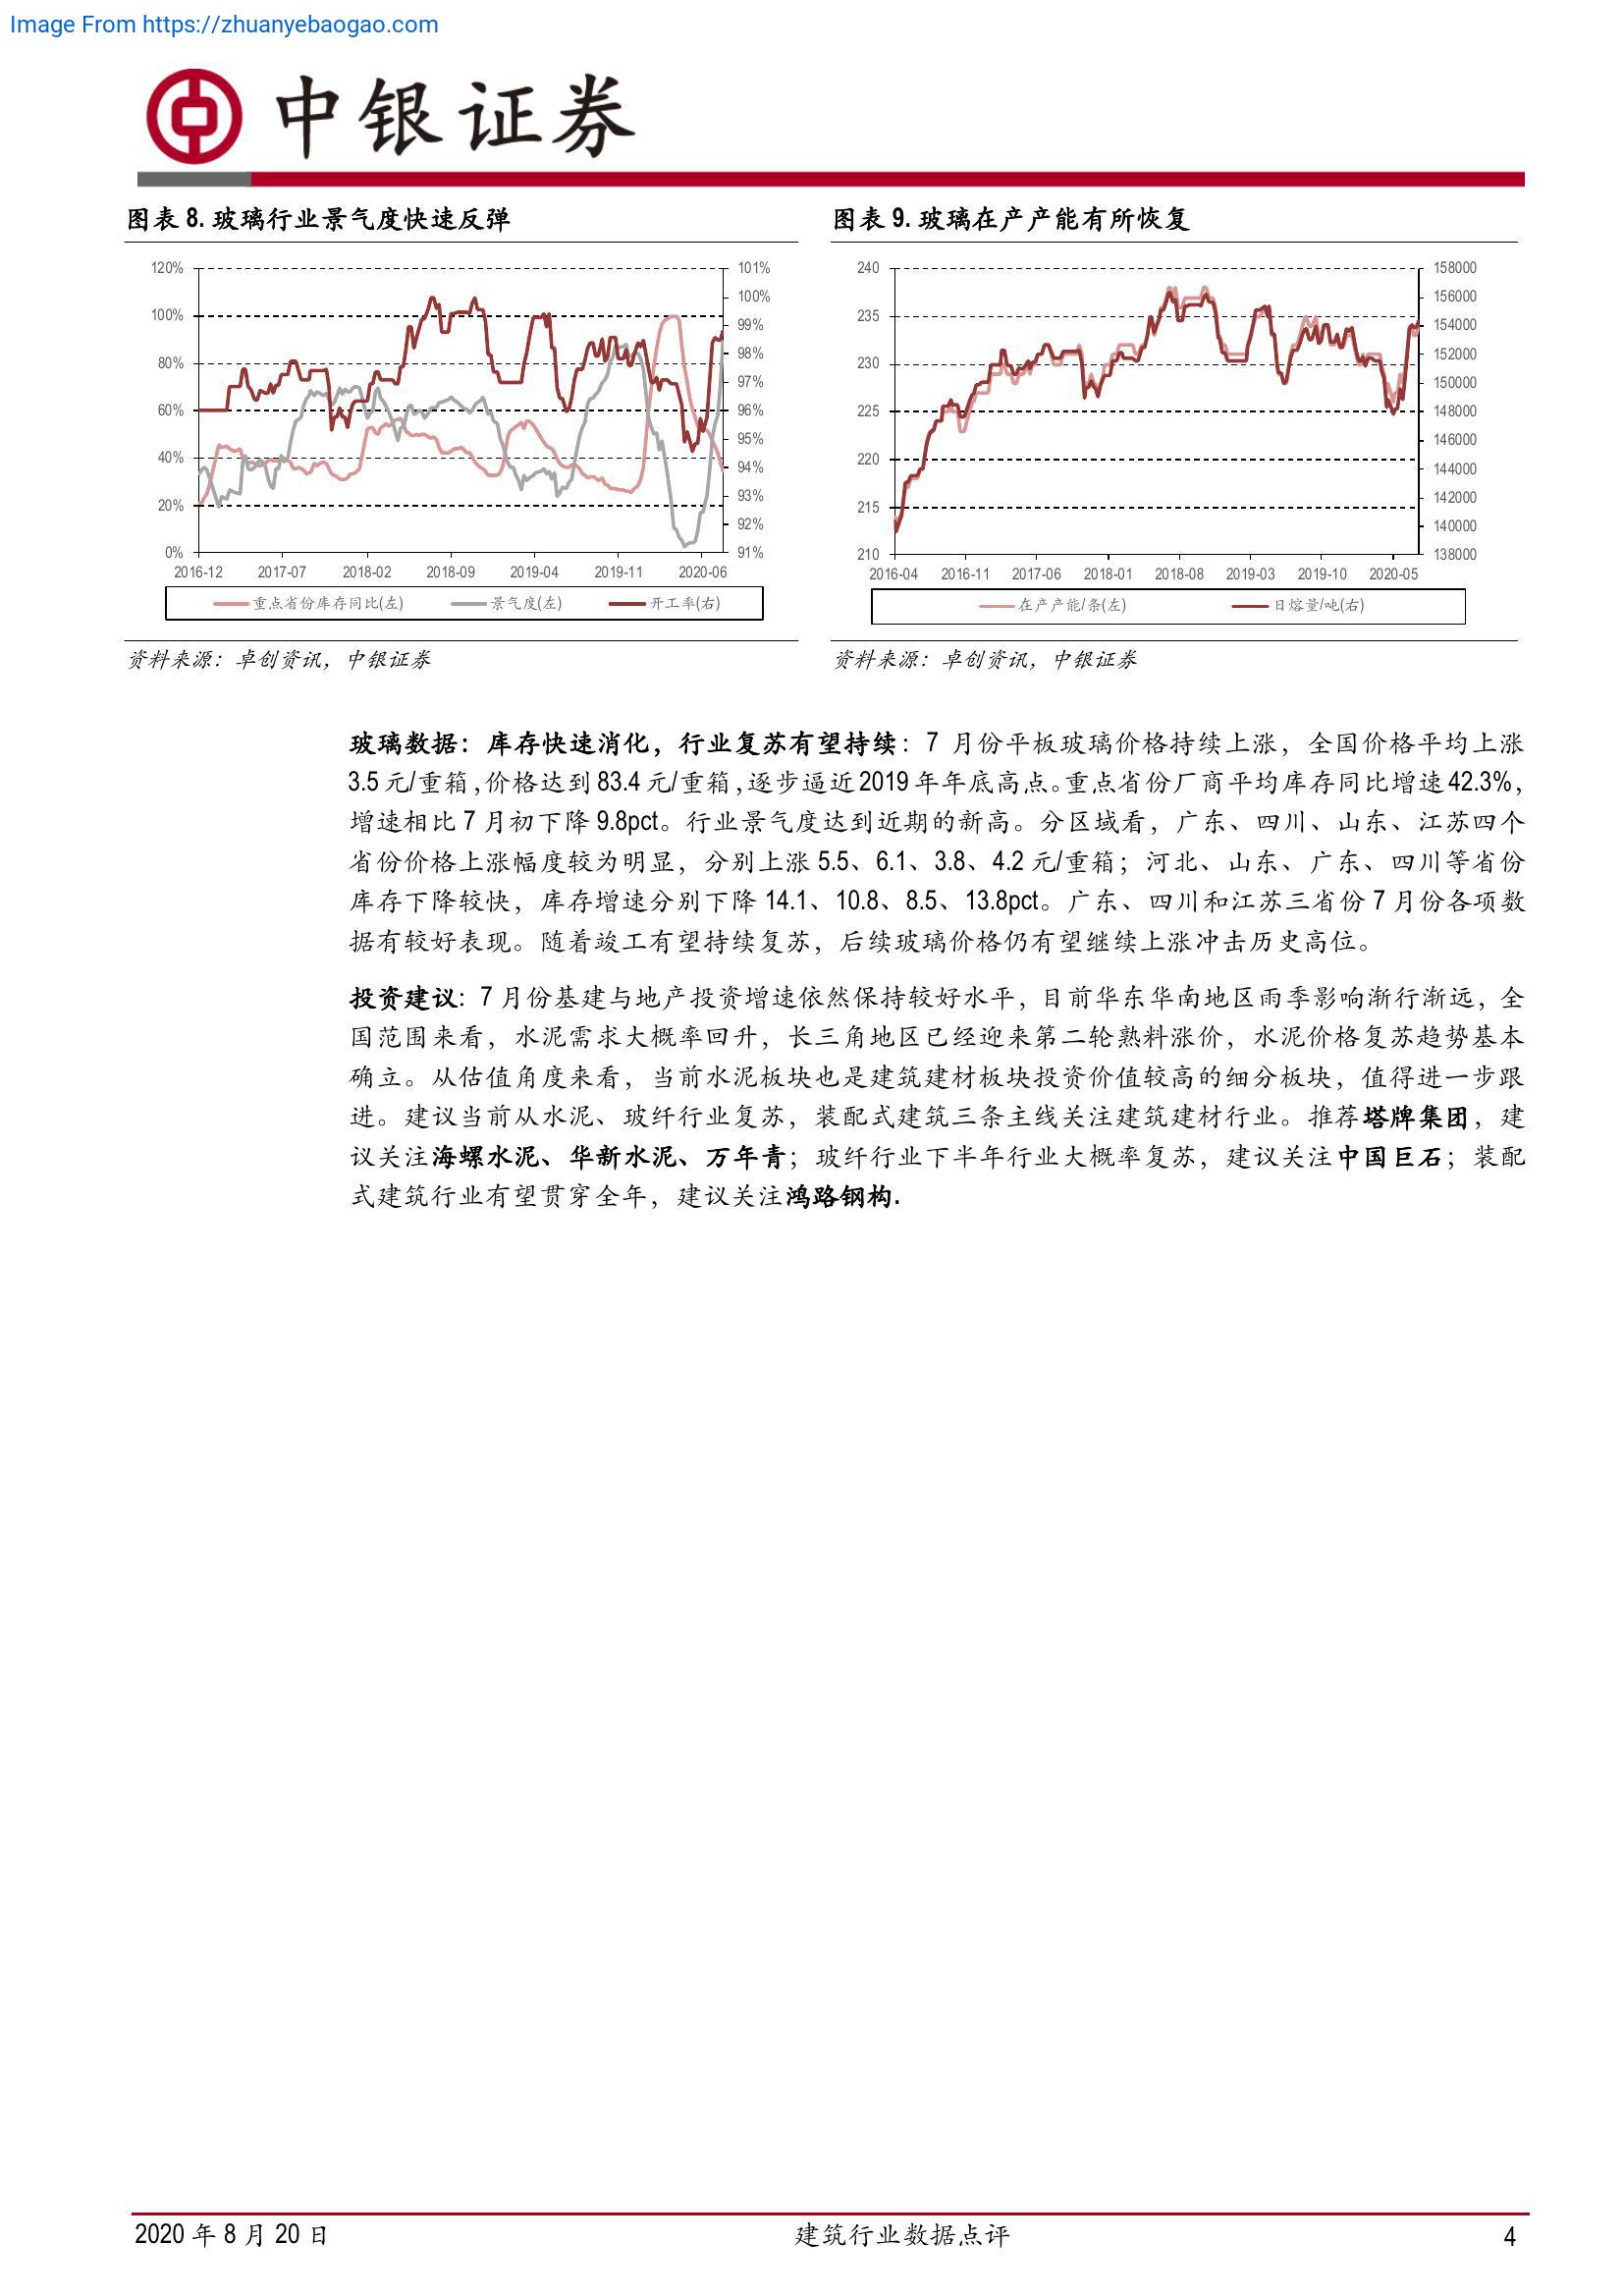 Image From https://zhuanyebaogao.com
中银证券
图表 8. 玻璃行业景气度快速反弹
120%
100%
80%
60%
40%
20%
0%
101%
100%
99%
98%
97%
96%
95%
94%
93%
92%
91%
2016-12 2017-07 2018-02 2018-09 2019-04 2019-11 2020-06
重点省份库存同比(左) 景气度(左) 开工率(右)
资料来源：卓创资讯，中银证券
图表 9. 玻璃在产产能有所恢复
240
235
230
225
220
215
210
158000
156000
154000
152000
150000
148000
146000
144000
142000
140000
138000
2016-04 2016-11 2017-06 2018-01 2018-08 2019-03 2019-10 2020-05
在产产能/条(左) 日熔量/吨(右)
资料来源：卓创资讯，中银证券
玻璃数据：库存快速消化，行业复苏有望持续：7 月份平板玻璃价格持续上涨，全国价格平均上涨
3.5 元/重箱，价格达到 83.4 元/重箱，逐步逼近 2019 年年底高点。重点省份厂商平均库存同比增速 42.3%，
增速相比 7 月初下降 9.8pct。行业景气度达到近期的新高。分区域看，广东、四川、山东、江苏四个
省份价格上涨幅度较为明显，分别上涨 5.5、6.1、3.8、4.2 元/重箱；河北、山东、广东、四川等省份
库存下降较快，库存增速分别下降 14.1、10.8、8.5、13.8pct。广东、四川和江苏三省份 7 月份各项数
据有较好表现。随着竣工有望持续复苏，后续玻璃价格仍有望继续上涨冲击历史高位。
投资建议：7 月份基建与地产投资增速依然保持较好水平，目前华东华南地区雨季影响渐行渐远，全
国范围来看，水泥需求大概率回升，长三角地区已经迎来第二轮熟料涨价，水泥价格复苏趋势基本
确立。从估值角度来看，当前水泥板块也是建筑建材板块投资价值较高的细分板块，值得进一步跟
进。建议当前从水泥、玻纤行业复苏，装配式建筑三条主线关注建筑建材行业。推荐塔牌集团，建
议关注海螺水泥、华新水泥、万年青；玻纤行业下半年行业大概率复苏，建议关注中国巨石；装配
式建筑行业有望贯穿全年，建议关注鸿路钢构.
2020 年 8 月 20 日 建筑行业数据点评 4